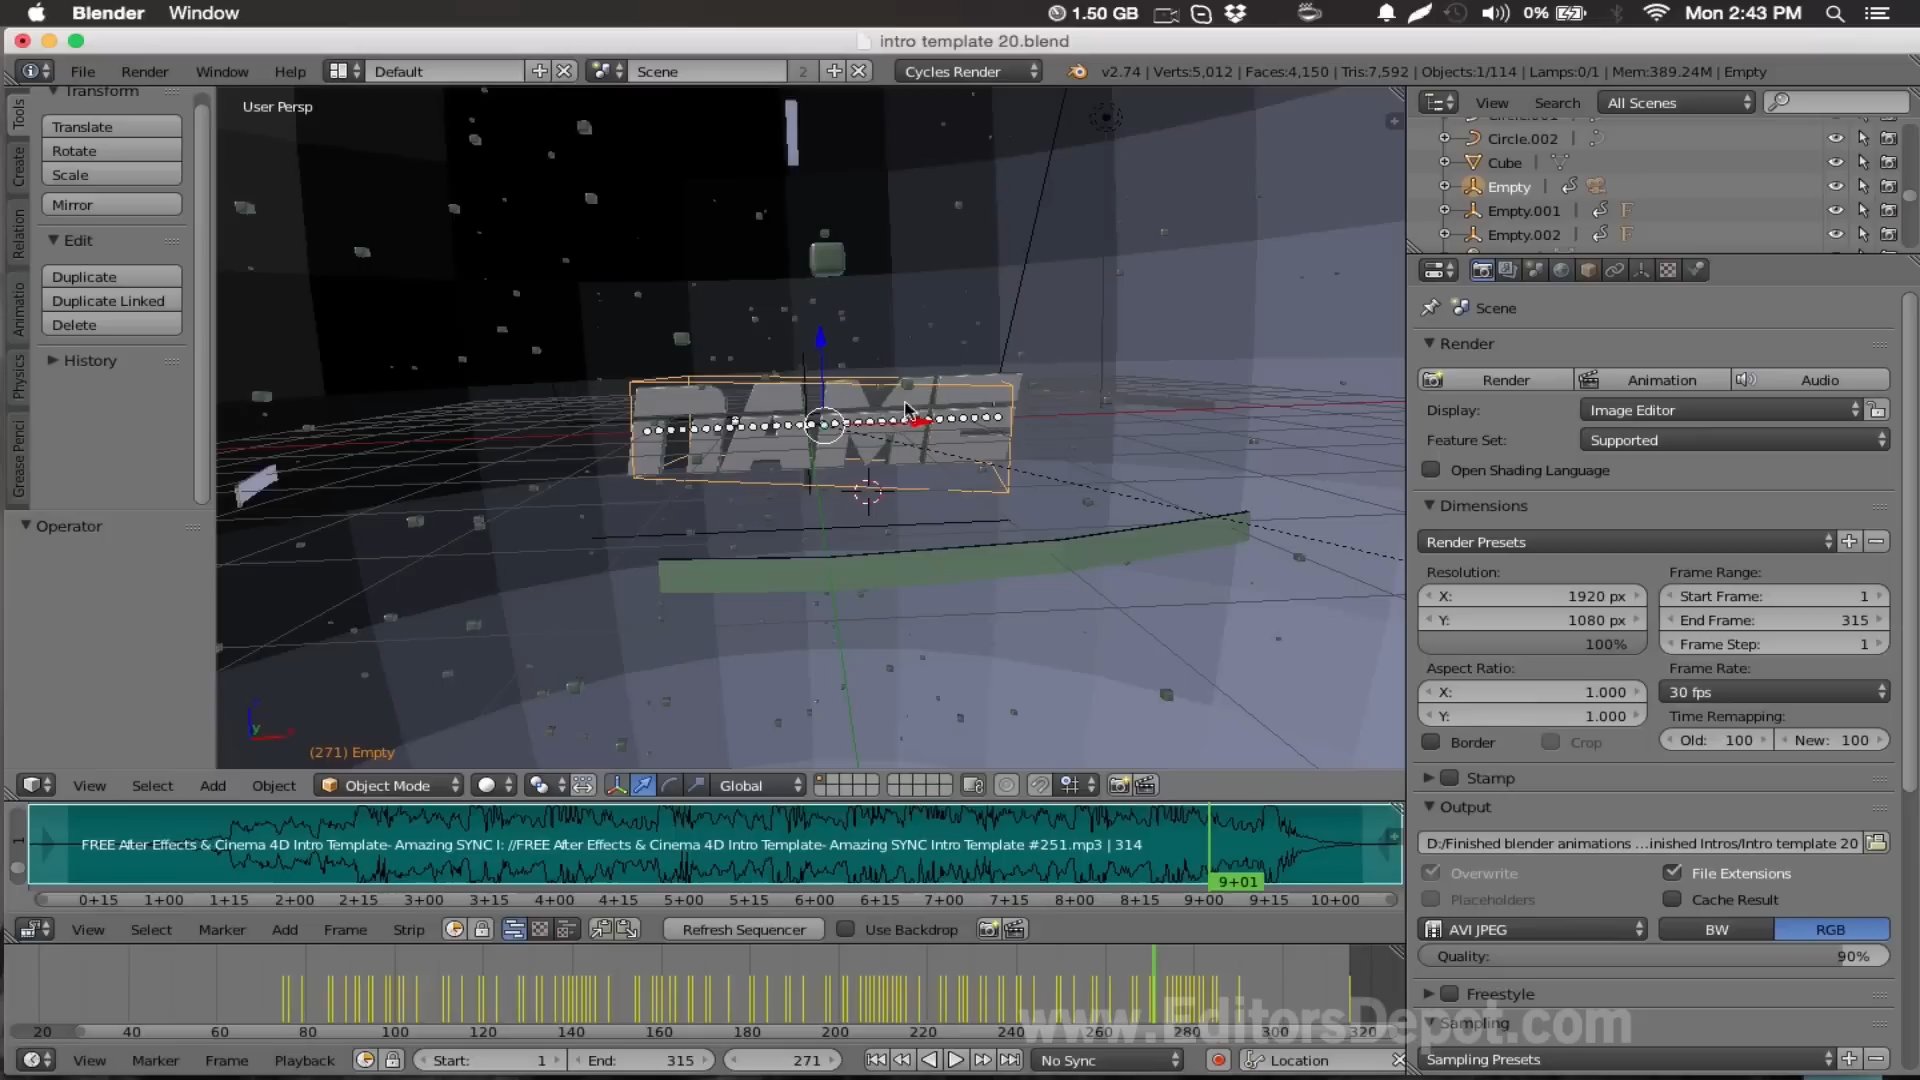 Blender Window 1.50 GB 0% Mon 2:43 PM
intro template 20.blend
File Render Window Help Default Scene 2 Cycles Render v2.74 | Verts:5,012 | Faces:4,150 | Tris:7,592 | Objects:1/114 | Lamps:0/1 | Mem:389.24M | Empty
Transform
Translate
Rotate
Scale
Mirror
Edit
Duplicate
Duplicate Linked
Delete
History
Operator
Tools
Create
Relation
Animatio
Physics
Grease Penci
User Persp
NAME
(271) Empty
View Search All Scenes
Circle.001
Circle.002
Cube
Empty
Empty.001
Empty.002
Scene
Render
Render Animation Audio
Display: Image Editor
Feature Set: Supported
Open Shading Language
Dimensions
Render Presets
Resolution: Frame Range:
X: 1920 px Start Frame: 1
Y: 1080 px End Frame: 315
100% Frame Step: 1
Aspect Ratio: Frame Rate:
X: 1.000 30 fps
Y: 1.000 Time Remapping:
Border Crop Old: 100 New: 100
Stamp
Output
D:/Finished blender animations ...inished Intros/Intro template 20
Overwrite File Extensions
Placeholders Cache Result
AVI JPEG BW RGB
Quality: 90%
Freestyle
Sampling
Sampling Presets
View Select Add Object Object Mode Global
1
FREE After Effects & Cinema 4D Intro Template- Amazing SYNC I: //FREE After Effects & Cinema 4D Intro Template- Amazing SYNC Intro Template #251.mp3 | 314
9+01
0+15 1+00 1+15 2+00 2+15 3+00 3+15 4+00 4+15 5+00 5+15 6+00 6+15 7+00 7+15 8+00 8+15 9+00 9+15 10+00
View Select Marker Add Frame Strip Refresh Sequencer Use Backdrop
20 40 60 80 100 120 140 160 180 200 220 240 260 280 300 320
www.EditorsDepot.com
View Marker Frame Playback Start: 1 End: 315 271 No Sync Location